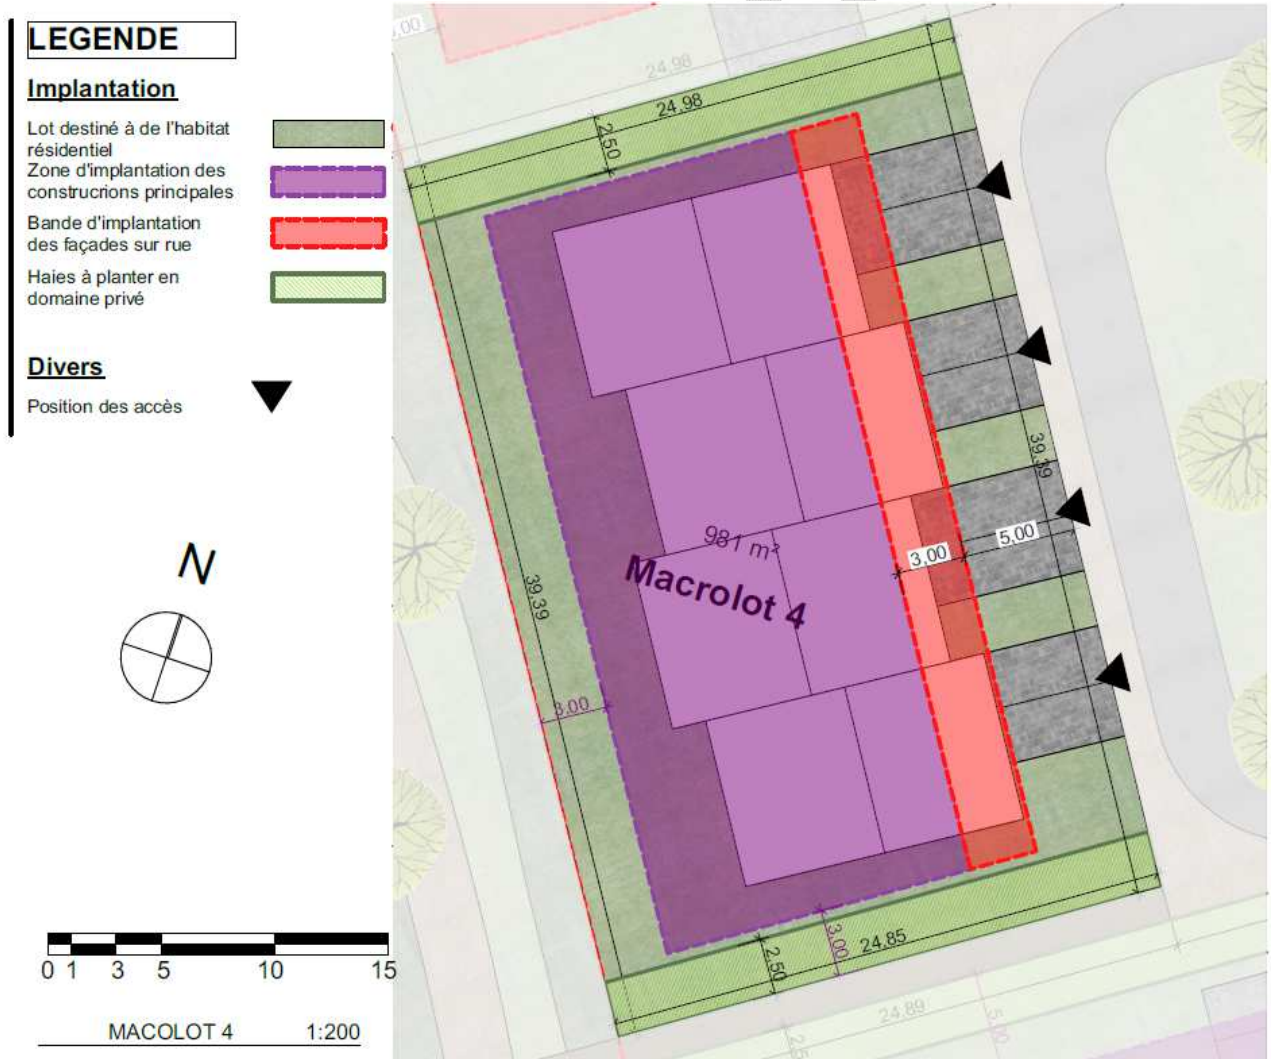 LEGENDE
Implantation
Lot destiné à de l'habitat
résidentiel
Zone d'implantation des
construcrions principales
Bande d'implantation
des façades sur rue
Haies à planter en
domaine privé
Divers
Position des accès
N
0 1 3 5 10 15
MACOLOT 4 1:200
24,98
24,98
2,50
39,39
981 m²
Macrolot 4
3,00
5,00
39,39
3,00
3,00
2,50
24,85
24,89
5,00